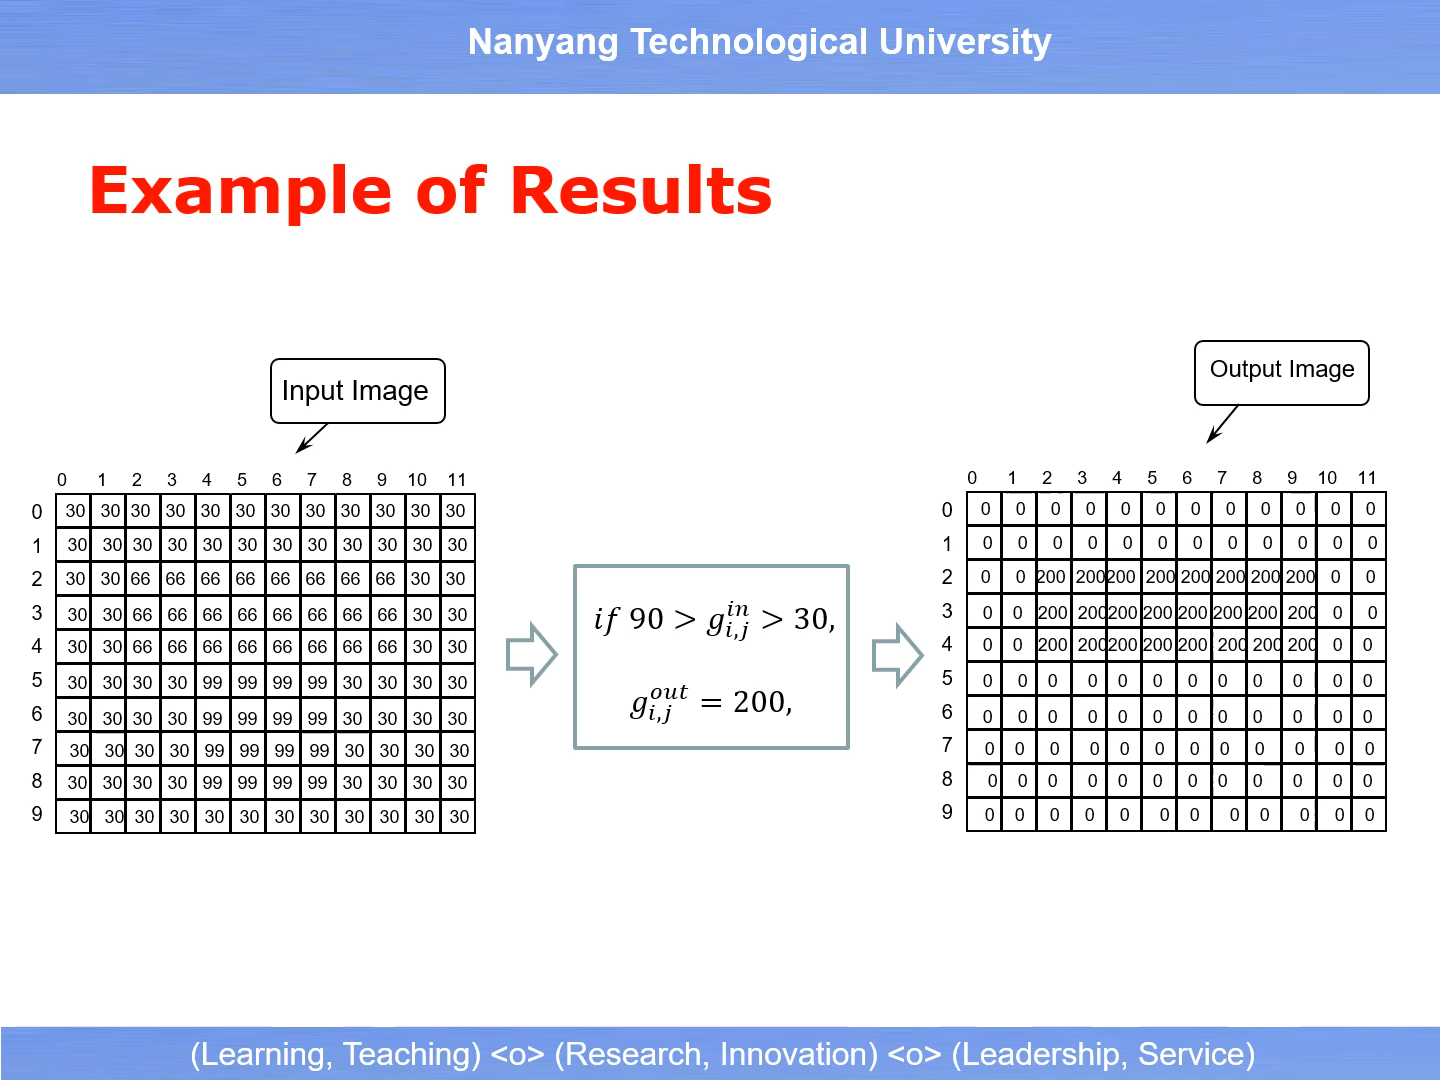 Nanyang Technological University
Example of Results
Input Image
Output Image
0 1 2 3 4 5 6 7 8 9 10 11
0 30 30 30 30 30 30 30 30 30 30 30 30
1 30 30 30 30 30 30 30 30 30 30 30 30
2 30 30 66 66 66 66 66 66 66 66 30 30
3 30 30 66 66 66 66 66 66 66 66 30 30
4 30 30 66 66 66 66 66 66 66 66 30 30
5 30 30 30 30 99 99 99 99 30 30 30 30
6 30 30 30 30 99 99 99 99 30 30 30 30
7 30 30 30 30 99 99 99 99 30 30 30 30
8 30 30 30 30 99 99 99 99 30 30 30 30
9 30 30 30 30 30 30 30 30 30 30 30 30
if 90 > g_{i,j}^{in} > 30,
g_{i,j}^{out} = 200,
0 1 2 3 4 5 6 7 8 9 10 11
0 0 0 0 0 0 0 0 0 0 0 0 0
1 0 0 0 0 0 0 0 0 0 0 0 0
2 0 0 200 200 200 200 200 200 200 200 0 0
3 0 0 200 200 200 200 200 200 200 200 0 0
4 0 0 200 200 200 200 200 200 200 200 0 0
5 0 0 0 0 0 0 0 0 0 0 0 0
6 0 0 0 0 0 0 0 0 0 0 0 0
7 0 0 0 0 0 0 0 0 0 0 0 0
8 0 0 0 0 0 0 0 0 0 0 0 0
9 0 0 0 0 0 0 0 0 0 0 0 0
(Learning, Teaching) <o> (Research, Innovation) <o> (Leadership, Service)